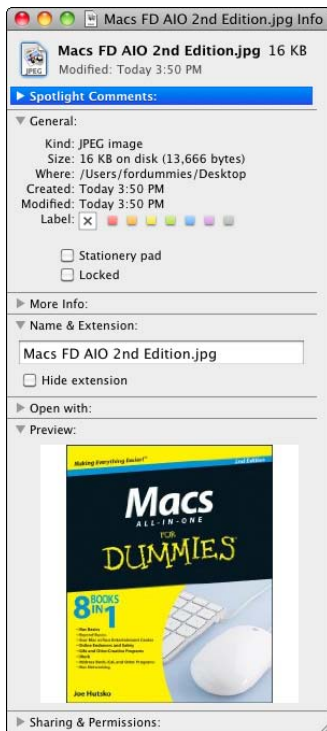 Macs FD AIO 2nd Edition.jpg Info
Macs FD AIO 2nd Edition.jpg 16 KB
Modified: Today 3:50 PM
JPEG
Spotlight Comments:
General:
Kind: JPEG image
Size: 16 KB on disk (13,666 bytes)
Where: /Users/fordummies/Desktop
Created: Today 3:50 PM
Modified: Today 3:50 PM
Label:
Stationery pad
Locked
More Info:
Name & Extension:
Macs FD AIO 2nd Edition.jpg
Hide extension
Open with:
Preview:
Making Everything Easier!™
2nd Edition
Macs
ALL-IN-ONE
FOR
DUMMIES
8 BOOKS
IN 1
• Mac Basics
Joe Hutsko
Sharing & Permissions: